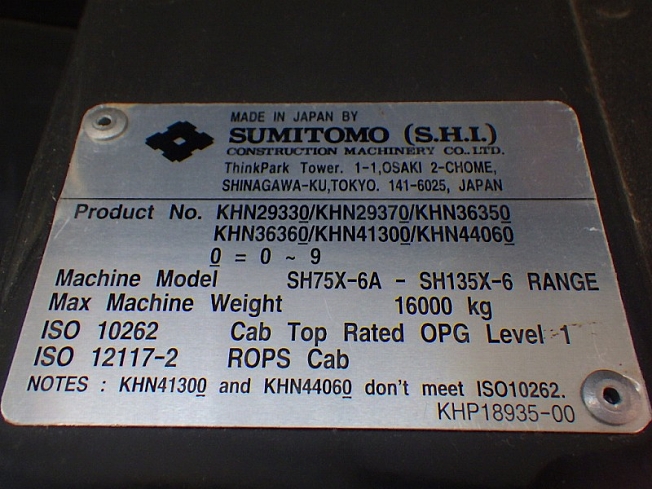 MADE IN JAPAN BY
SUMITOMO (S.H.I.)
CONSTRUCTION MACHINERY CO.,LTD.
ThinkPark Tower. 1-1,OSAKI 2-CHOME,
SHINAGAWA-KU,TOKYO. 141-6025, JAPAN
Product No. KHN29330/KHN29370/KHN36350
KHN36360/KHN41300/KHN44060
0 = 0 ~ 9
Machine Model SH75X-6A - SH135X-6 RANGE
Max Machine Weight 16000 kg
ISO 10262 Cab Top Rated OPG Level 1
ISO 12117-2 ROPS Cab
NOTES : KHN41300 and KHN44060 don't meet ISO10262.
KHP18935-00